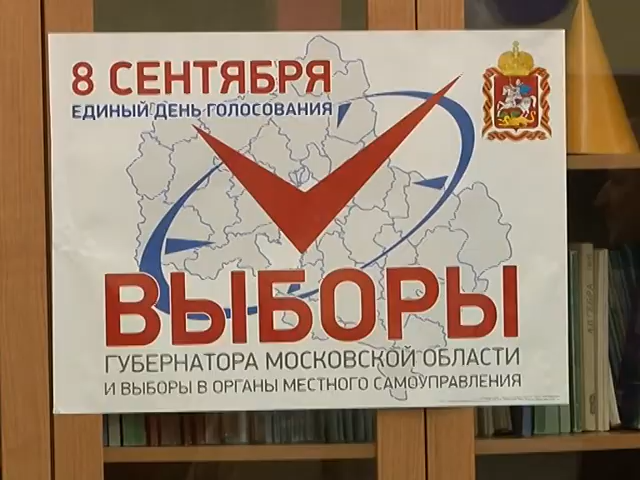 8 СЕНТЯБРЯ
ЕДИНЫЙ ДЕНЬ ГОЛОСОВАНИЯ
ВЫБОРЫ
ГУБЕРНАТОРА МОСКОВСКОЙ ОБЛАСТИ
И ВЫБОРЫ В ОРГАНЫ МЕСТНОГО САМОУПРАВЛЕНИЯ